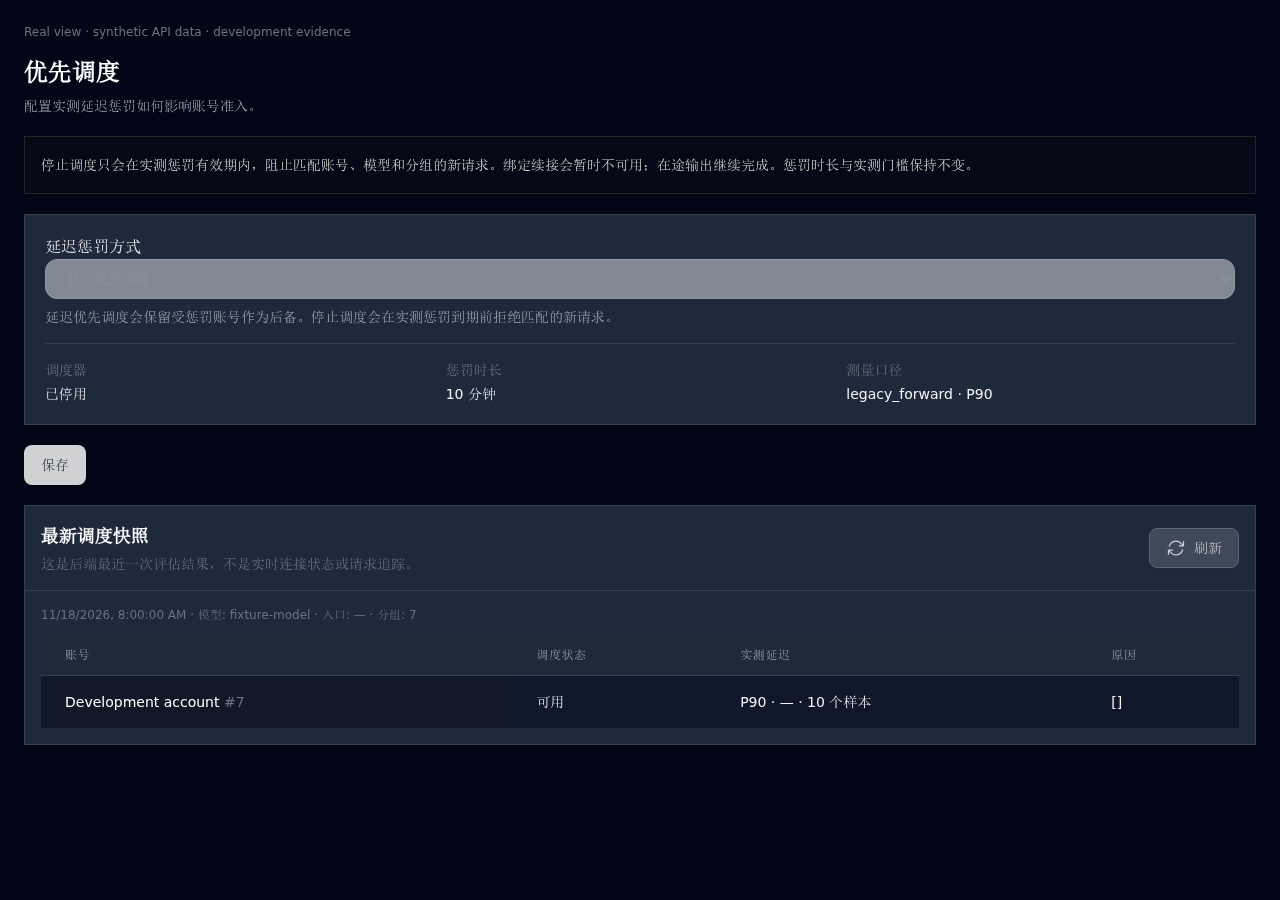 Real view · synthetic API data · development evidence
优先调度
配置实测延迟惩罚如何影响账号准入。
停止调度只会在实测惩罚有效期内，阻止匹配账号、模型和分组的新请求。绑定续接会暂时不可用；在途输出继续完成。惩罚时长与实测门槛保持不变。
延迟惩罚方式
延迟优先调度
延迟优先调度会保留受惩罚账号作为后备。停止调度会在实测惩罚到期前拒绝匹配的新请求。
调度器 惩罚时长 测量口径
已停用 10 分钟 legacy_forward · P90
保存
最新调度快照
这是后端最近一次评估结果，不是实时连接状态或请求追踪。
刷新
11/18/2026, 8:00:00 AM · 模型: fixture-model · 入口: — · 分组: 7
账号 调度状态 实测延迟 原因
Development account #7 可用 P90 · — · 10 个样本 []